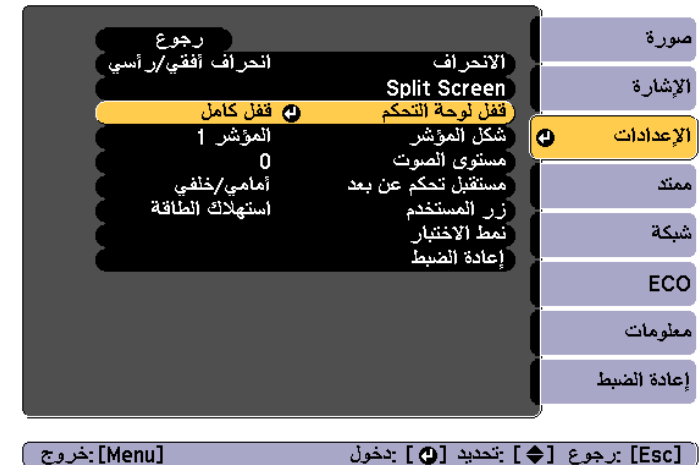 صورة
الإشارة
الإعدادات
ممتد
شبكة
ECO
معلومات
إعادة الضبط
رجوع
الانحراف انحراف أفقي/رأسي
Split Screen
قفل لوحة التحكم قفل كامل
شكل المؤشر المؤشر 1
مستوى الصوت 0
مستقبل تحكم عن بعد أمامي/خلفي
زر المستخدم استهلاك الطاقة
نمط الاختبار
إعادة الضبط
[Esc] :رجوع [◆] :تحديد [⏎] :دخول [Menu] :خروج